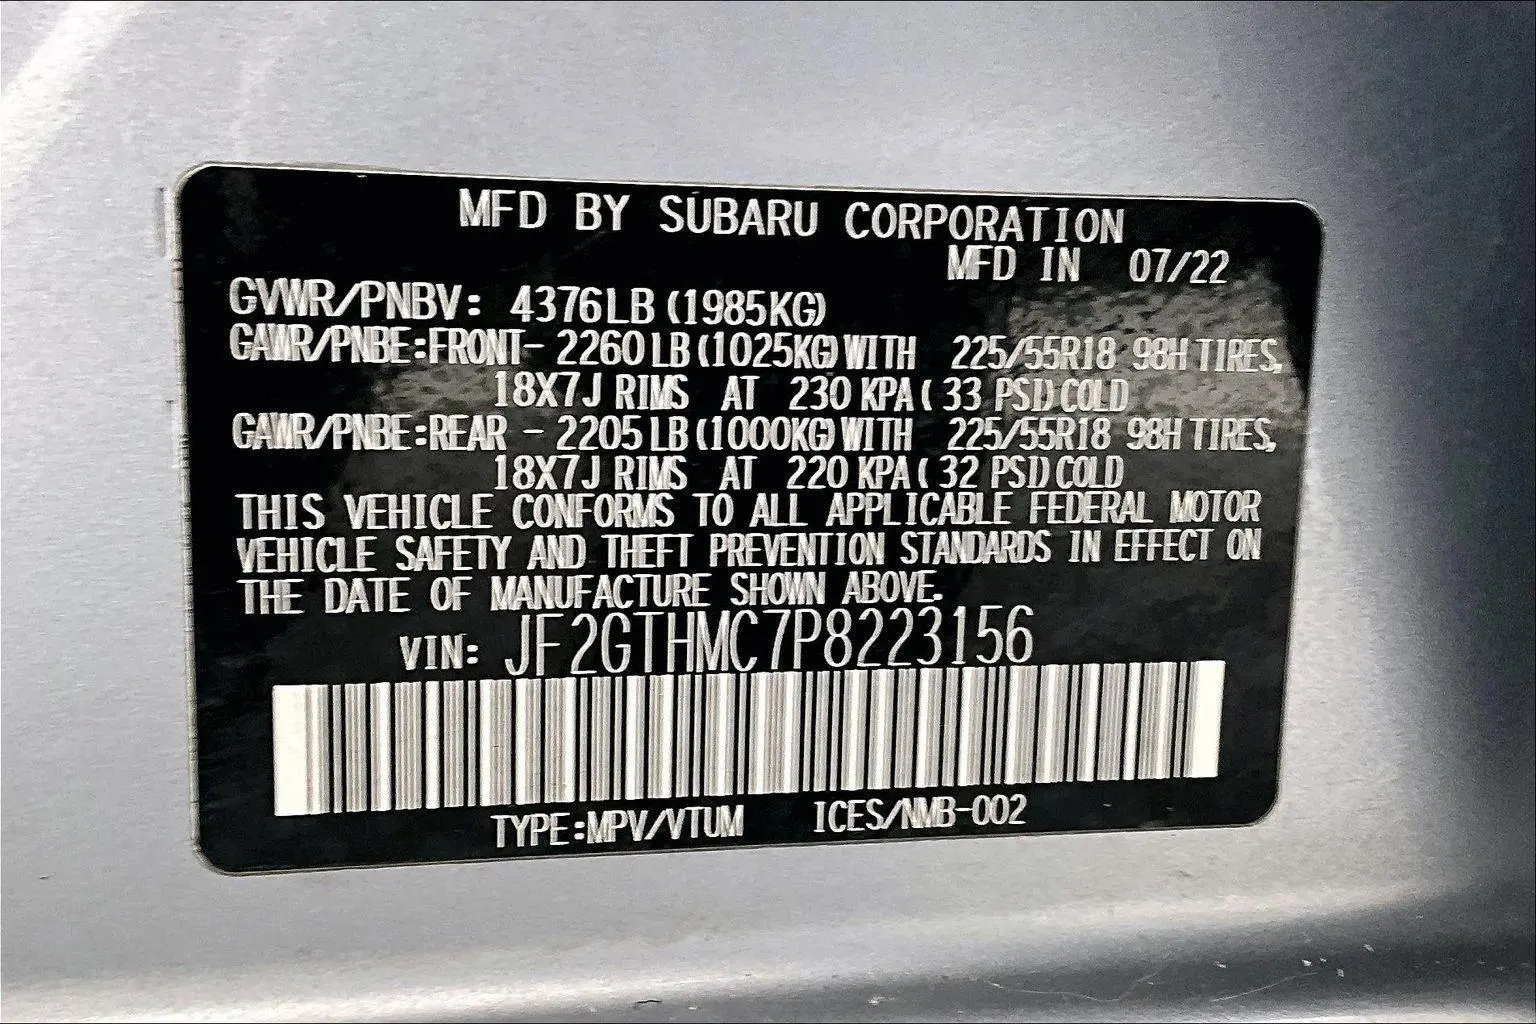 MFD BY SUBARU CORPORATION
MFD IN 07/22
GVWR/PNBV: 4376LB (1985KG)
GAWR/PNBE:FRONT- 2260LB(1025KG)WITH 225/55R18 98H TIRES,
18X7J RIMS AT 230 KPA( 33 PSI)COLD
GAWR/PNBE:REAR - 2205LB(1000KG)WITH 225/55R18 98H TIRES,
18X7J RIMS AT 220 KPA( 32 PSI)COLD
THIS VEHICLE CONFORMS TO ALL APPLICABLE FEDERAL MOTOR
VEHICLE SAFETY AND THEFT PREVENTION STANDARDS IN EFFECT ON
THE DATE OF MANUFACTURE SHOWN ABOVE.
VIN: JF2GTHMC7P8223156
TYPE:MPV/VTUM ICES/NMB-002